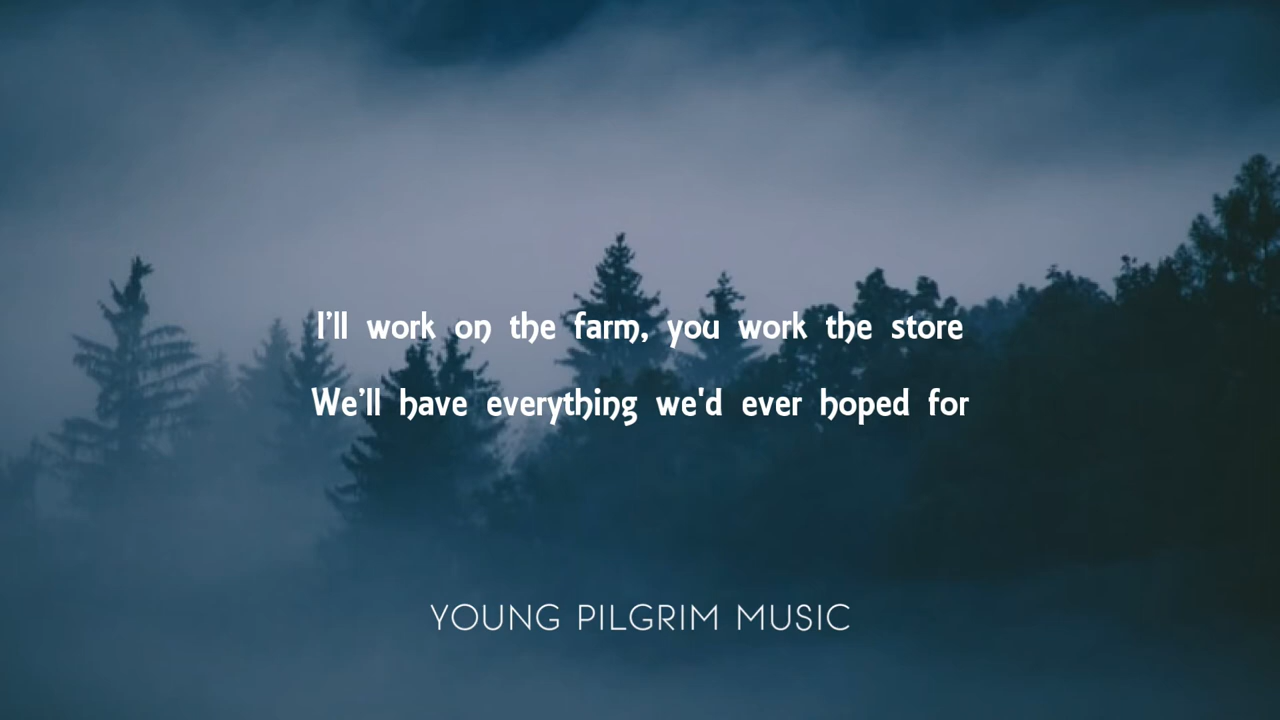 I’ll work on the farm, you work the store
We’ll have everything we'd ever hoped for
YOUNG PILGRIM MUSIC